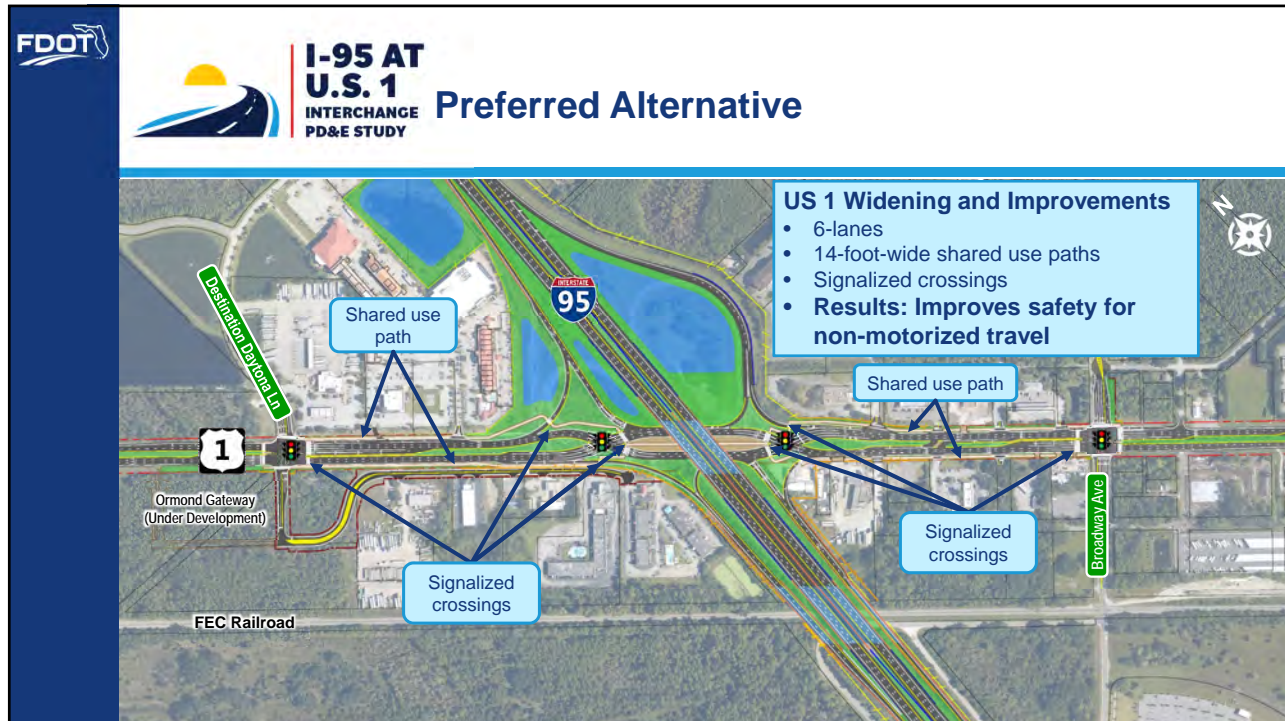 FDOT
I-95 AT
U.S. 1
INTERCHANGE
PD&E STUDY
Preferred Alternative
US 1 Widening and Improvements
• 6-lanes
• 14-foot-wide shared use paths
• Signalized crossings
• Results: Improves safety for
non-motorized travel
N
INTERSTATE
95
Destination Daytona Ln
Shared use
path
Shared use path
1
Ormond Gateway
(Under Development)
Signalized
crossings
Signalized
crossings
Broadway Ave
FEC Railroad